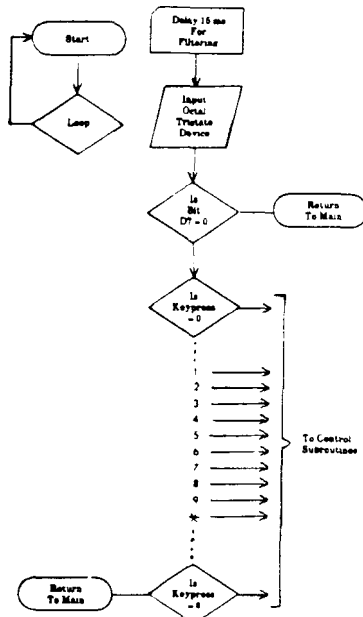 Start
Loop
Delay 15 ms
For
Filtering
Input
Octal
Tristate
Device
Is
Bit
D7 = 0
Return
To Main
Is
Keypress
= 0
1
2
3
4
5
6
7
8
9
*
To Control
Subroutines
Return
To Main
Is
Keypress